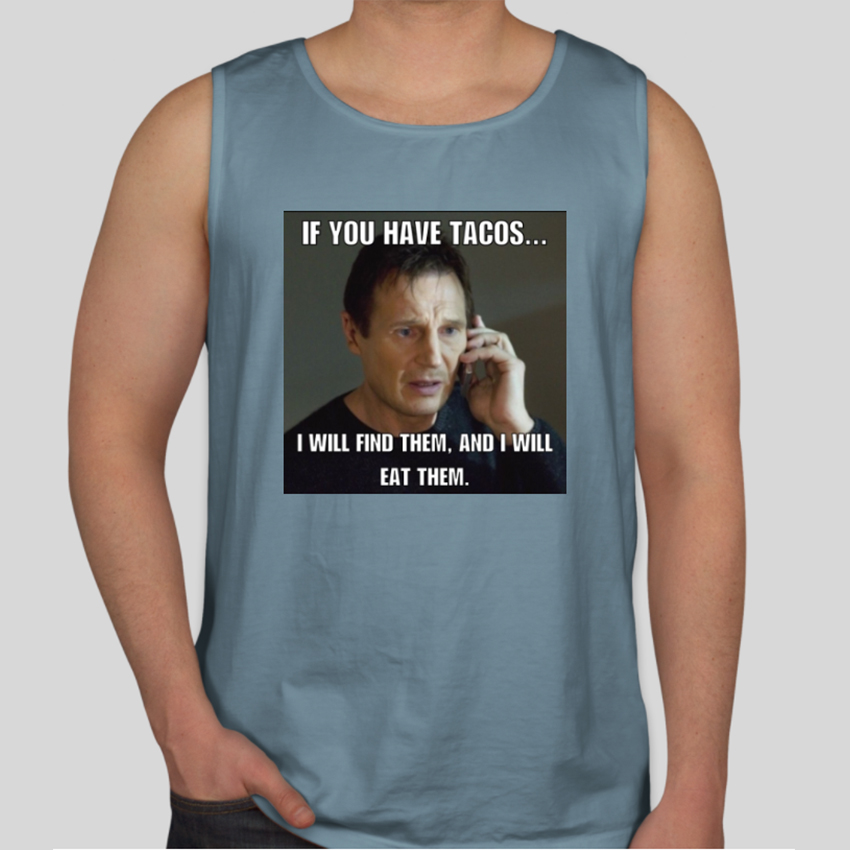 IF YOU HAVE TACOS...
I WILL FIND THEM, AND I WILL
EAT THEM.